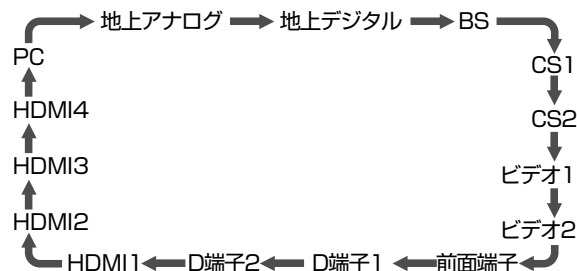 地上アナログ
地上デジタル
BS
CS1
CS2
ビデオ1
ビデオ2
前面端子
D端子1
D端子2
HDMI1
HDMI2
HDMI3
HDMI4
PC